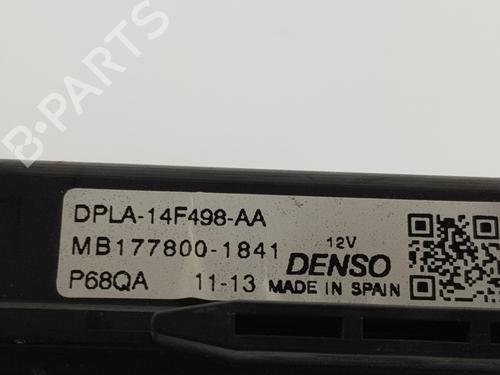 B-PARTS
DPLA-14F498-AA
MB177800-1841 12V DENSO
P68QA 11-13 MADE IN SPAIN